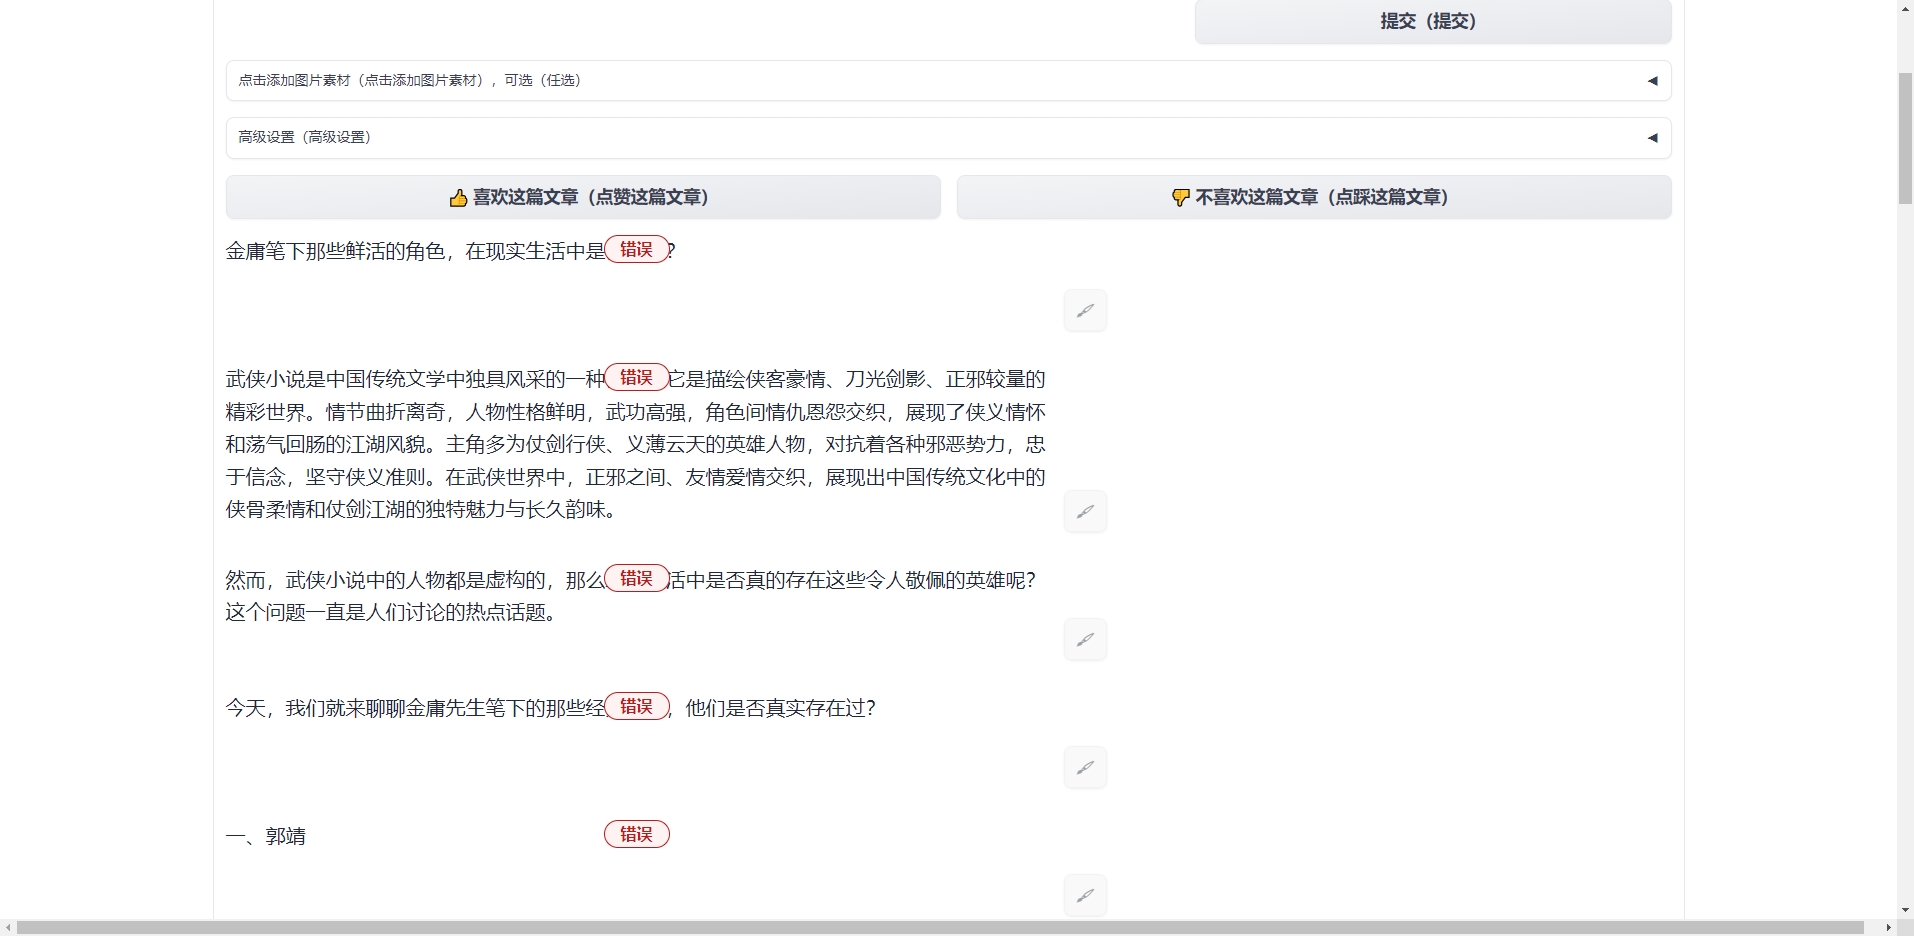 提交（提交）
点击添加图片素材（点击添加图片素材），可选（任选）
高级设置（高级设置）
喜欢这篇文章（点赞这篇文章） 不喜欢这篇文章（点踩这篇文章）
金庸笔下那些鲜活的角色，在现实生活中是 错误 ？
武侠小说是中国传统文学中独具风采的一种 错误 它是描绘侠客豪情、刀光剑影、正邪较量的
精彩世界。情节曲折离奇，人物性格鲜明，武功高强，角色间情仇恩怨交织，展现了侠义情怀
和荡气回肠的江湖风貌。主角多为仗剑行侠、义薄云天的英雄人物，对抗着各种邪恶势力，忠
于信念，坚守侠义准则。在武侠世界中，正邪之间、友情爱情交织，展现出中国传统文化中的
侠骨柔情和仗剑江湖的独特魅力与长久韵味。
然而，武侠小说中的人物都是虚构的，那么 错误 活中是否真的存在这些令人敬佩的英雄呢？
这个问题一直是人们讨论的热点话题。
今天，我们就来聊聊金庸先生笔下的那些经 错误 ，他们是否真实存在过？
一、郭靖 错误